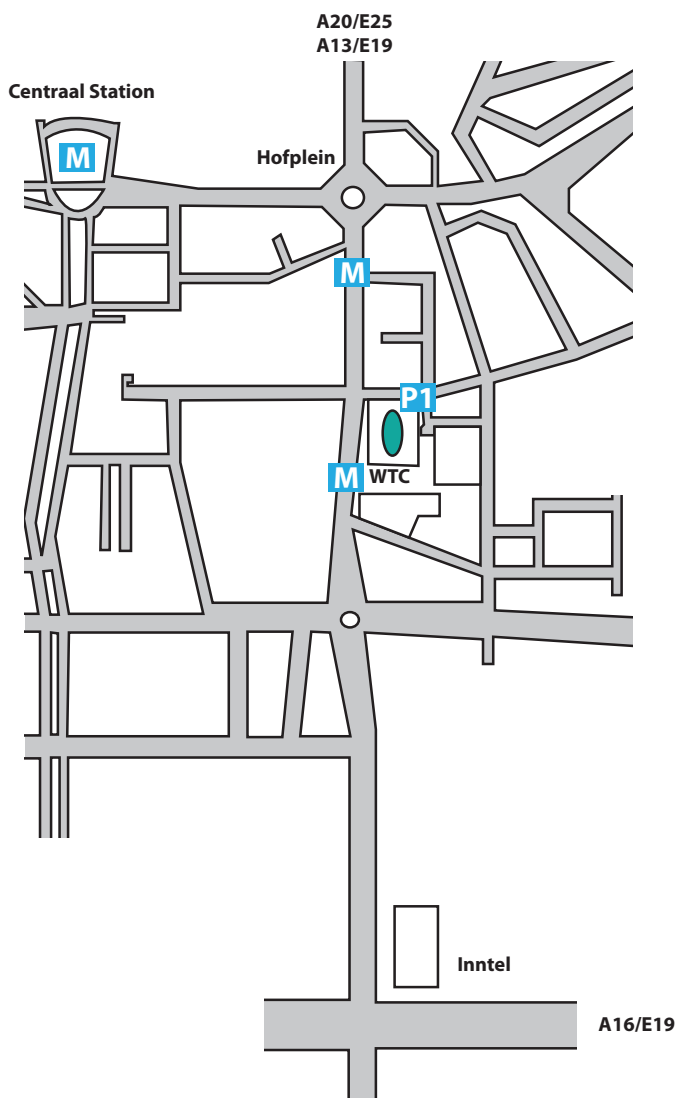 A20/E25
A13/E19
Centraal Station
M
Hofplein
M
P1
M
WTC
Inntel
A16/E19